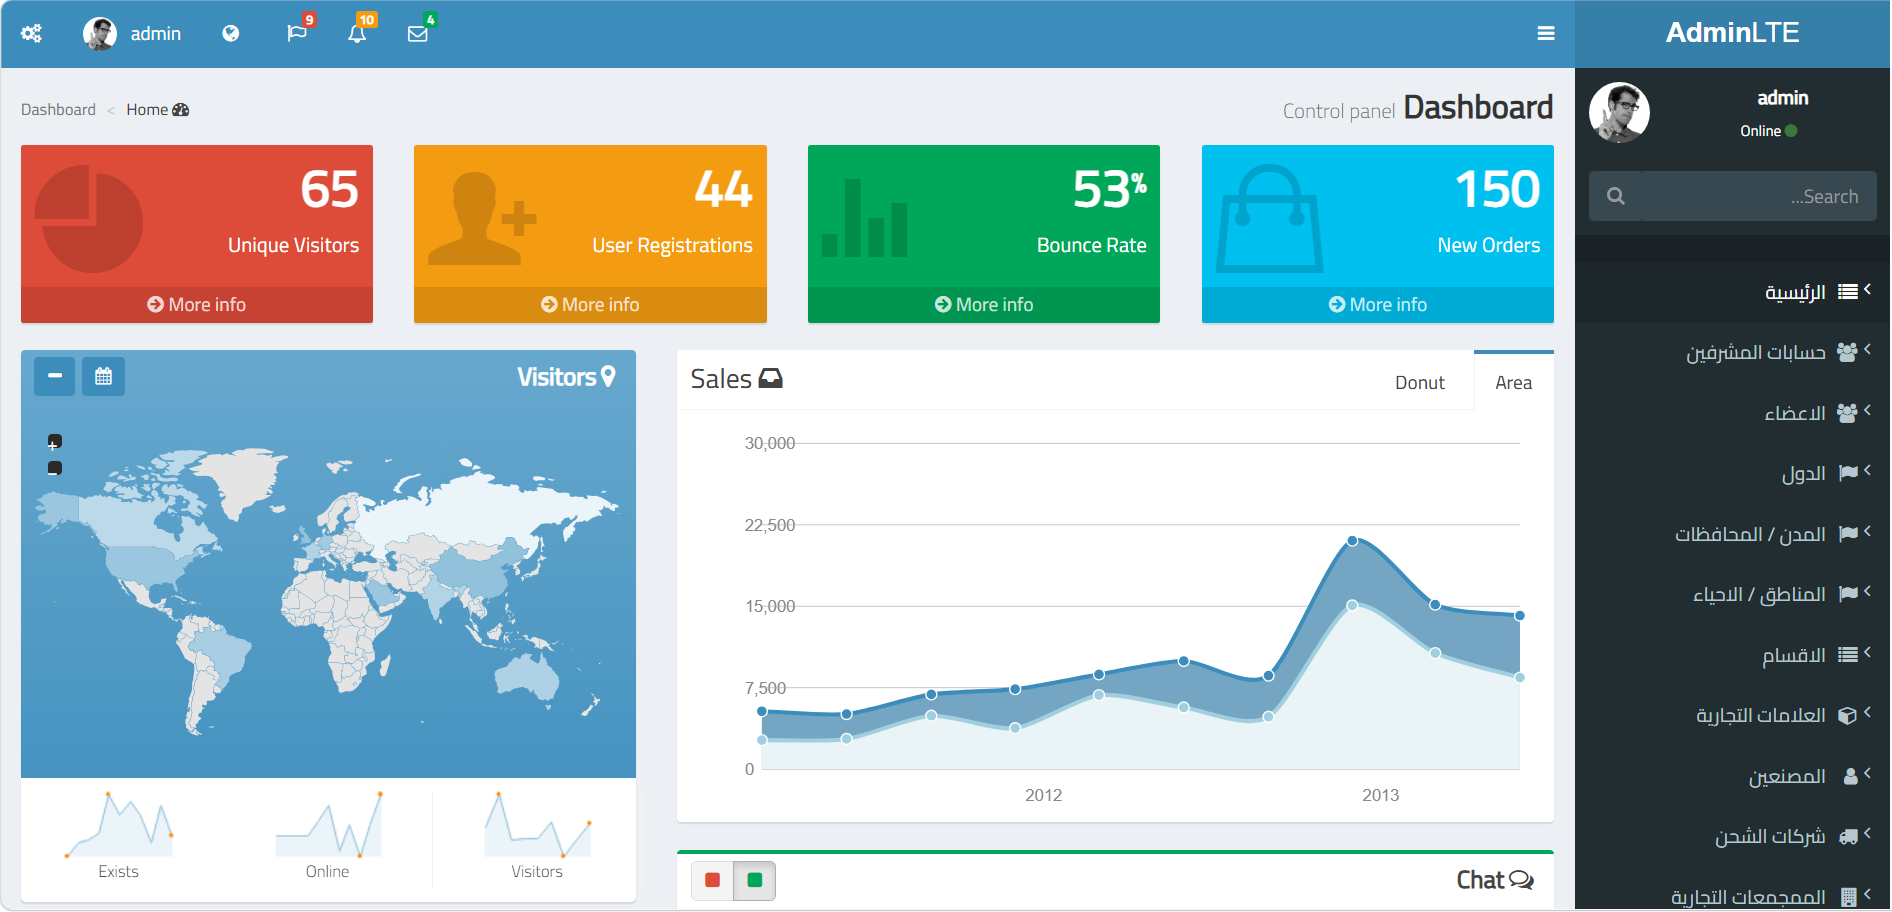 admin
9
10
4
AdminLTE
admin
Online
Search...
الرئيسية
حسابات المشرفين
الاعضاء
الدول
المدن / المحافظات
المناطق / الاحياء
الاقسام
العلامات التجارية
المصنعين
شركات الشحن
الممجمعات التجارية
Dashboard Control panel
Dashboard < Home
150
New Orders
More info
53%
Bounce Rate
More info
44
User Registrations
More info
65
Unique Visitors
More info
Visitors
+
−
Exists
Online
Visitors
Sales
Donut
Area
30,000
22,500
15,000
7,500
0
2012
2013
Chat